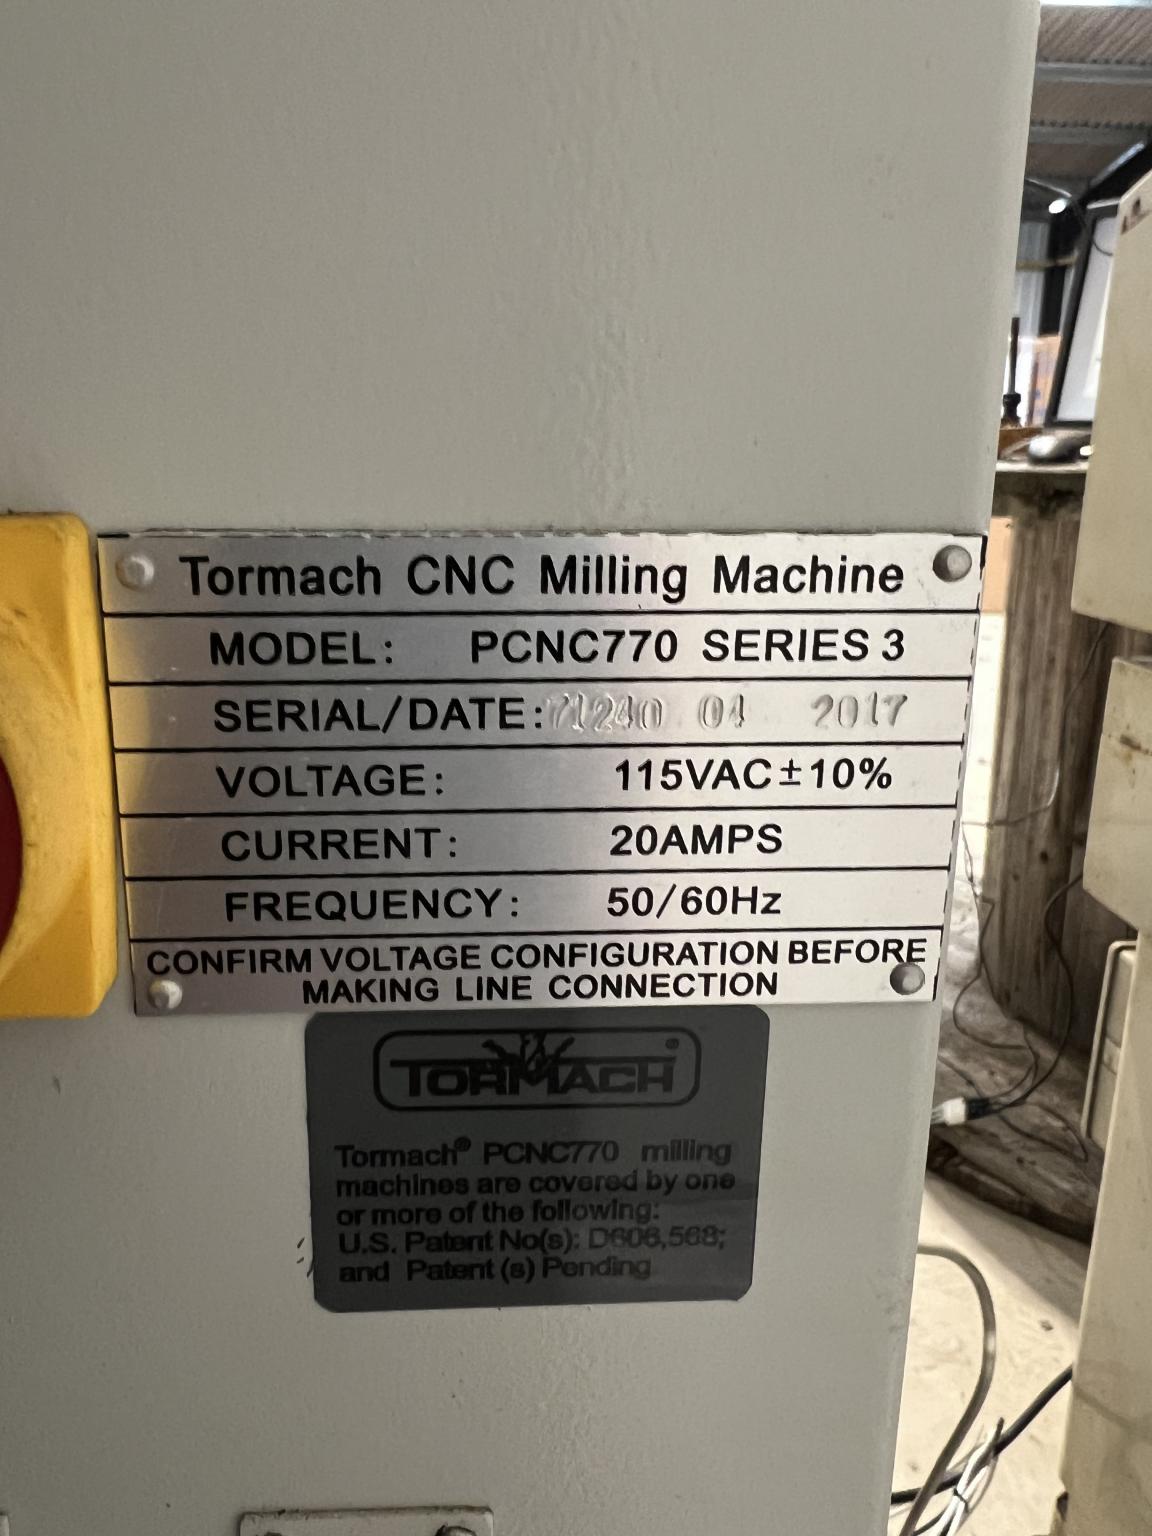 Tormach CNC Milling Machine
MODEL: PCNC770 SERIES 3
SERIAL/DATE: 71240 04 2017
VOLTAGE: 115VAC±10%
CURRENT: 20AMPS
FREQUENCY: 50/60Hz
CONFIRM VOLTAGE CONFIGURATION BEFORE
MAKING LINE CONNECTION
TORMACH®
Tormach® PCNC770 milling
machines are covered by one
or more of the following:
U.S. Patent No(s): D606,568;
and Patent (s) Pending